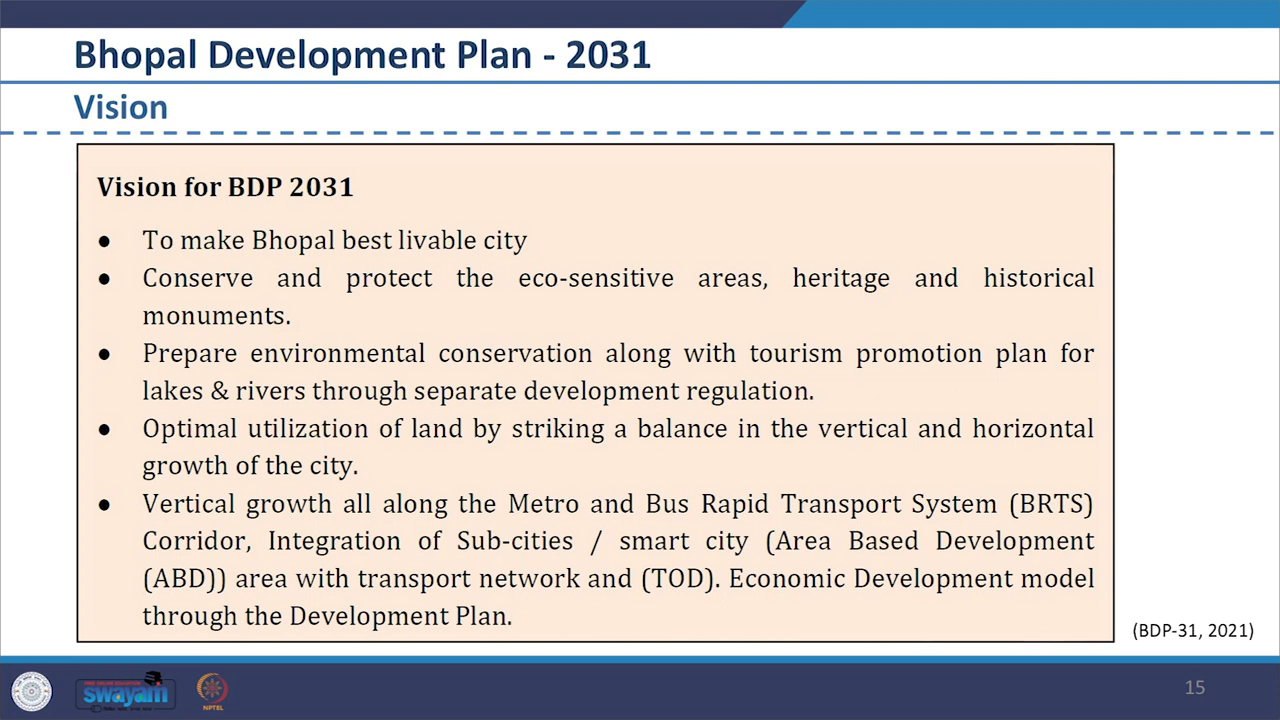 Bhopal Development Plan - 2031
Vision
Vision for BDP 2031
● To make Bhopal best livable city
● Conserve and protect the eco-sensitive areas, heritage and historical
monuments.
● Prepare environmental conservation along with tourism promotion plan for
lakes & rivers through separate development regulation.
● Optimal utilization of land by striking a balance in the vertical and horizontal
growth of the city.
● Vertical growth all along the Metro and Bus Rapid Transport System (BRTS)
Corridor, Integration of Sub-cities / smart city (Area Based Development
(ABD)) area with transport network and (TOD). Economic Development model
through the Development Plan.
(BDP-31, 2021)
swayam
NPTEL
15